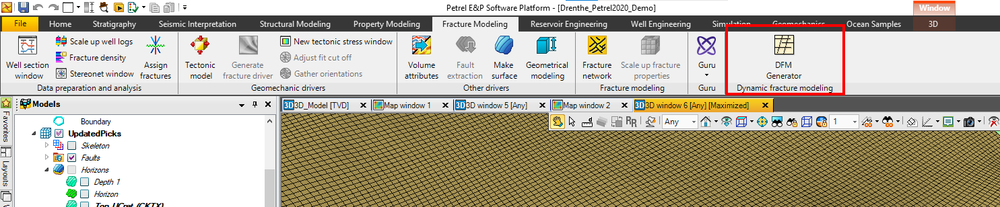 Petrel E&P Software Platform - [Drenthe_Petrel2020_Demo]
Window
File Home Stratigraphy Seismic Interpretation Structural Modeling Property Modeling Fracture Modeling Reservoir Engineering Well Engineering Simulation Geomechanics Ocean Samples 3D
Well section window
Scale up well logs
Fracture density
Stereonet window
Assign fractures
Data preparation and analysis
Tectonic model
Generate fracture driver
New tectonic stress window
Adjust fit cut off
Gather orientations
Geomechanic drivers
Volume attributes
Fault extraction
Make surface
Geometrical modeling
Other drivers
Fracture network
Scale up fracture properties
Fracture modeling
Guru
Guru
DFM Generator
Dynamic fracture modeling
Favorites
Layouts
Models
Boundary
UpdatedPicks
Skeleton
Faults
Horizons
Depth 1
Horizon
Top UCret (CKTX)
3D 3D_Model [TVD]
Map window 1
3D 3D window 5 [Any]
Map window 2
3D 3D window 6 [Any] [Maximized]
RR
Any
1